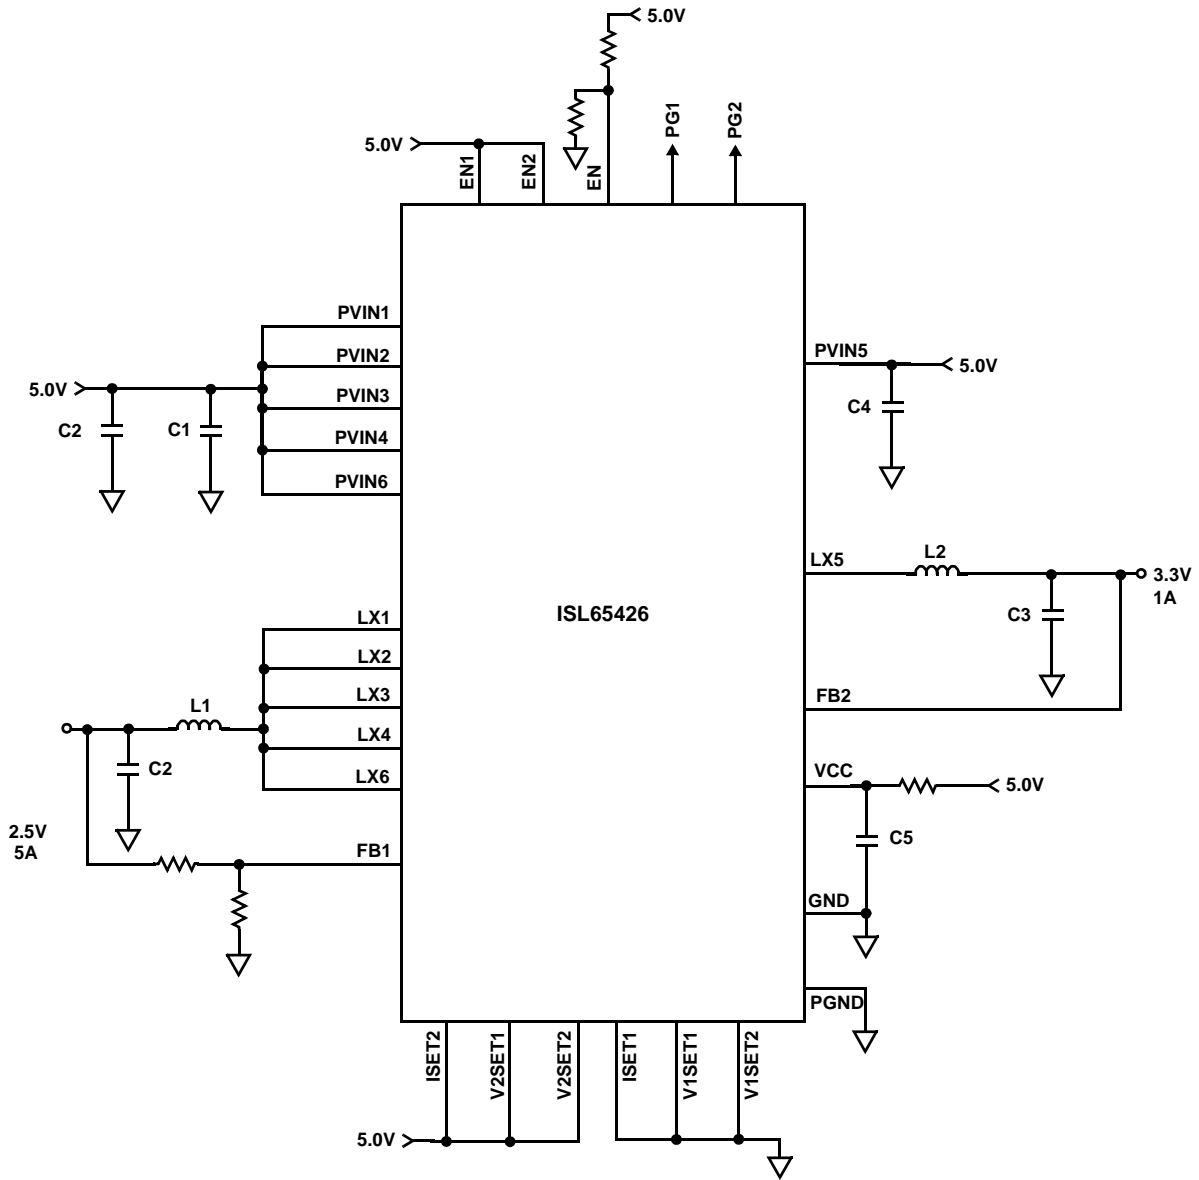 5.0V
5.0V
EN1
EN2
EN
PG1
PG2
PVIN1
PVIN2
PVIN3
PVIN4
PVIN6
5.0V
C2
C1
PVIN5
5.0V
C4
LX5
L2
3.3V
1A
C3
ISL65426
LX1
LX2
LX3
LX4
LX6
L1
C2
2.5V
5A
FB1
FB2
VCC
5.0V
C5
GND
PGND
ISET2
V2SET1
V2SET2
ISET1
V1SET1
V1SET2
5.0V